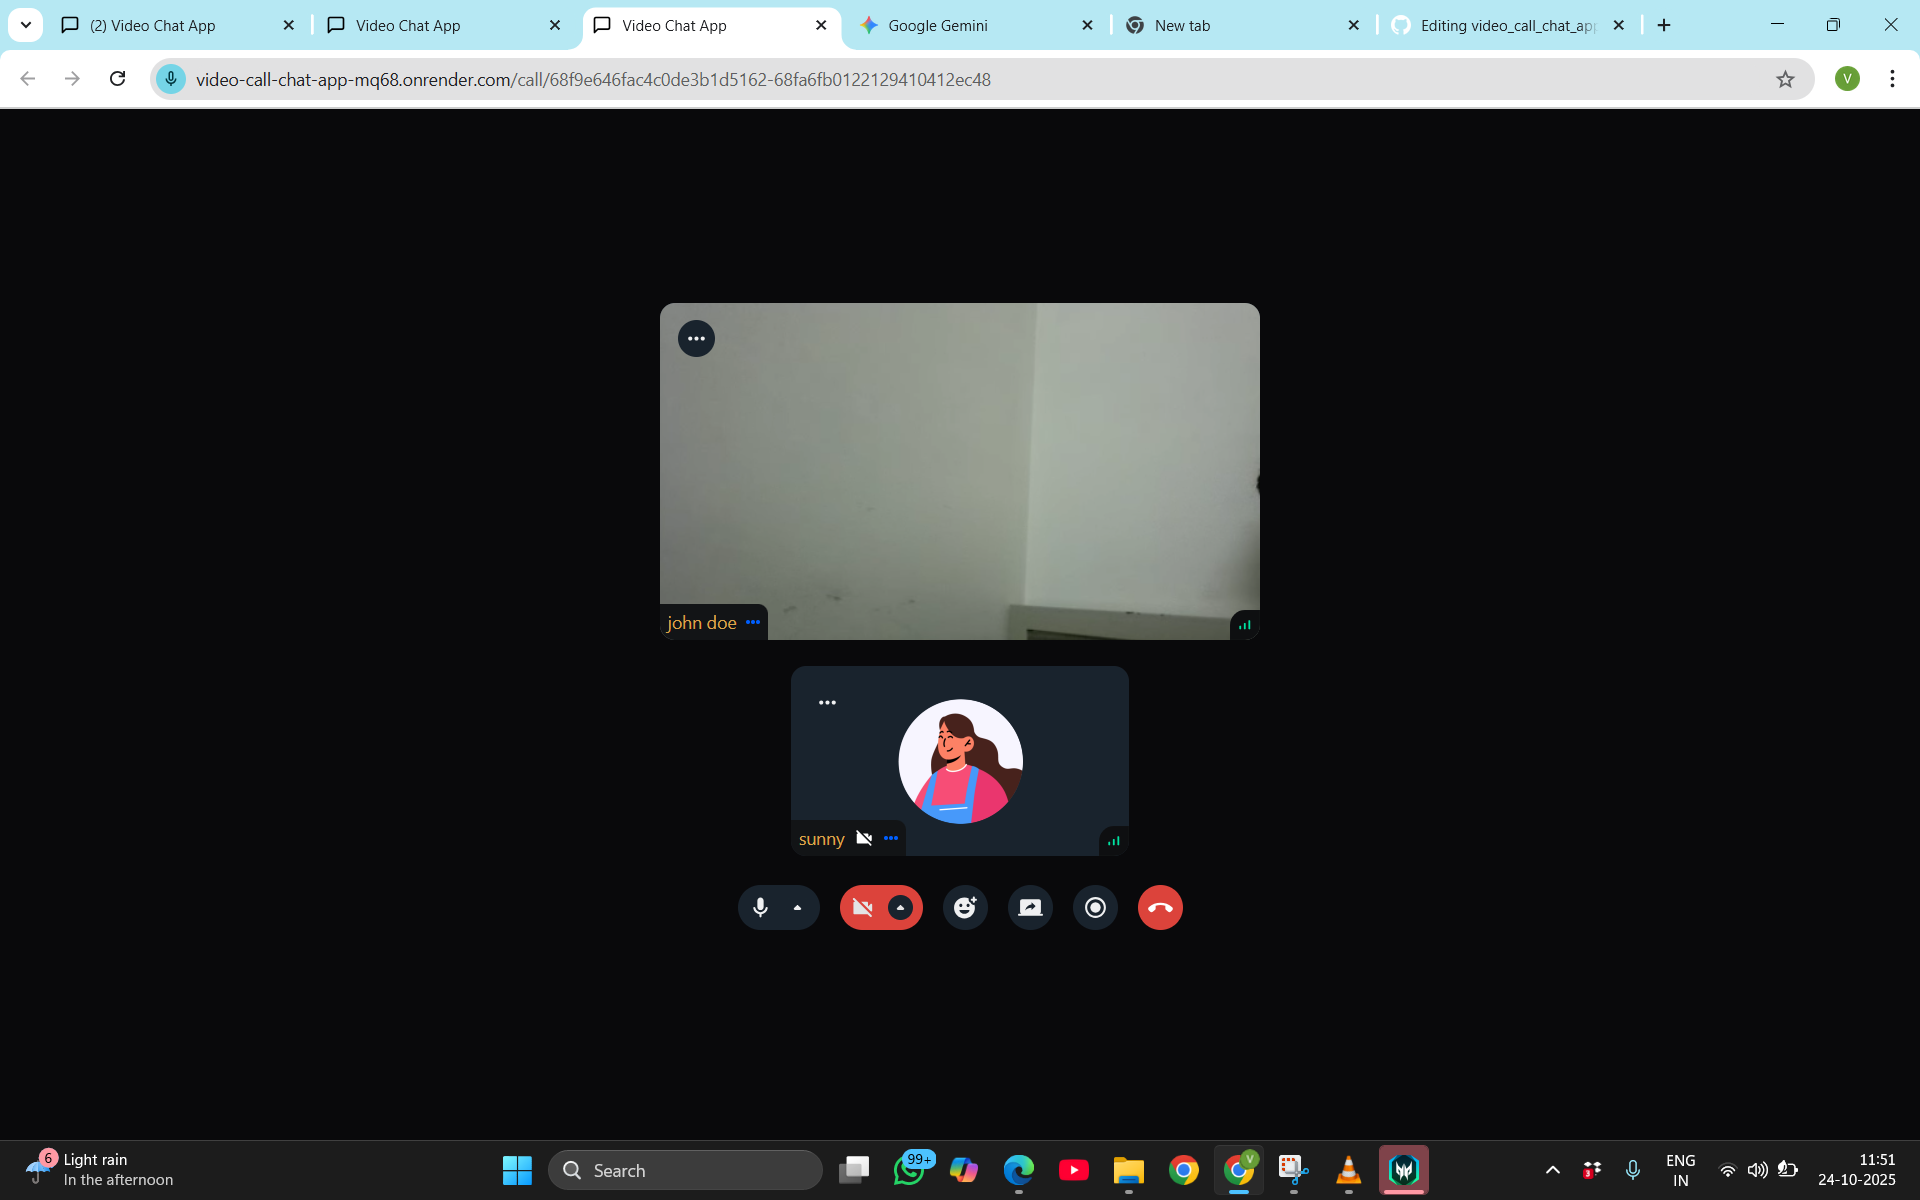 (2) Video Chat App
Video Chat App
Video Chat App
Google Gemini
New tab
Editing video_call_chat_app
video-call-chat-app-mq68.onrender.com/call/68f9e646fac4c0de3b1d5162-68fa6fb0122129410412ec48
V
john doe
sunny
6
Light rain
In the afternoon
Search
99+
V
3
ENG
IN
11:51
24-10-2025